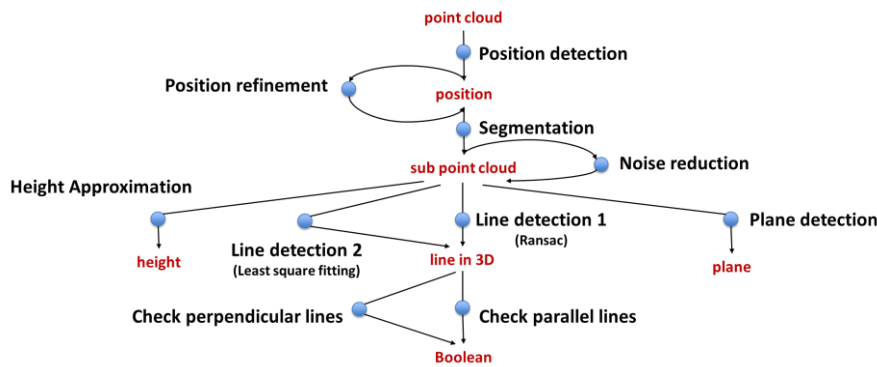 point cloud
Position detection
Position refinement
position
Segmentation
sub point cloud
Noise reduction
Height Approximation
Line detection 1
(Ransac)
Plane detection
Line detection 2
(Least square fitting)
height
line in 3D
plane
Check perpendicular lines
Check parallel lines
Boolean